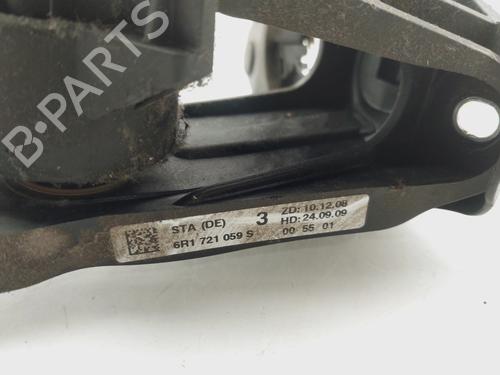 B-PARTS
STA (DE) 3 ZD: 10.12.08
HD: 24.09.09
6R1 721 059 S 00 55 01